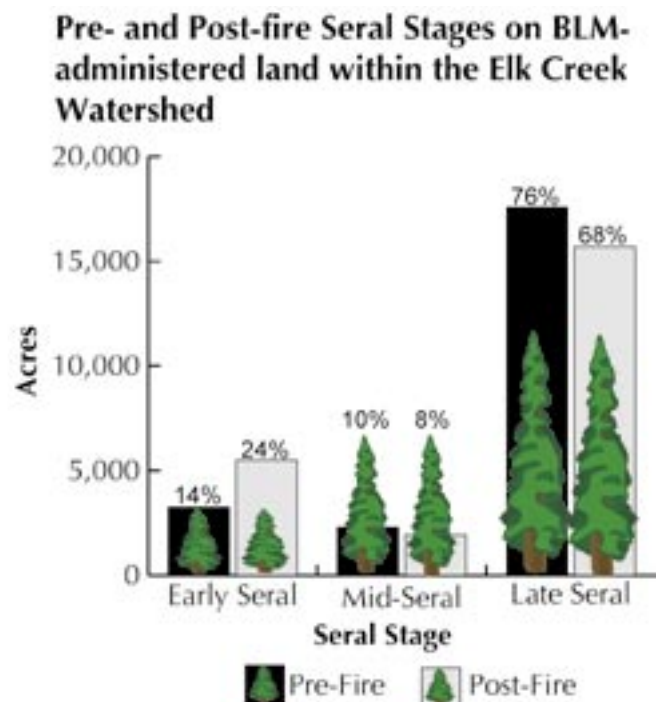 Pre- and Post-fire Seral Stages on BLM-
administered land within the Elk Creek
Watershed
20,000
15,000
10,000
5,000
0
Acres
14%
24%
10%
8%
76%
68%
Early Seral
Mid-Seral
Late Seral
Seral Stage
Pre-Fire
Post-Fire